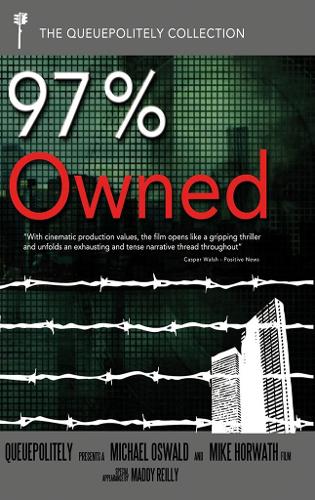 THE QUEUEPOLITELY COLLECTION
97%
Owned
"With cinematic production values, the film opens like a gripping thriller
and unfolds an exhausting and tense narrative thread throughout"
Casper Walsh - Positive News
QUEUEPOLITELY PRESENTS A MICHAEL OSWALD AND MIKE HORWATH FILM
SPECIAL
APPEARANCE BY MADDY REILLY